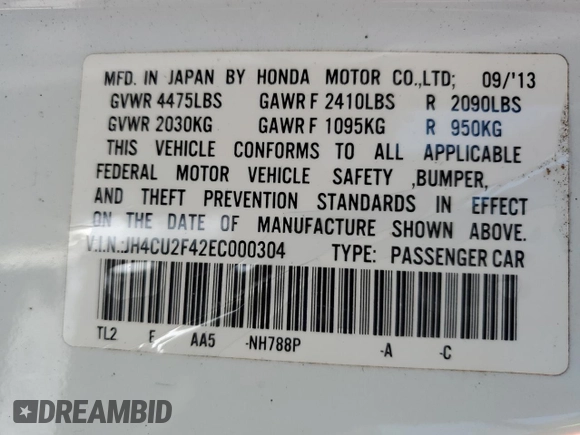 MFD. IN JAPAN BY HONDA MOTOR CO.,LTD; 09/'13
GVWR 4475LBS GAWR F 2410LBS R 2090LBS
GVWR 2030KG GAWR F 1095KG R 950KG
THIS VEHICLE CONFORMS TO ALL APPLICABLE
FEDERAL MOTOR VEHICLE SAFETY ,BUMPER,
AND THEFT PREVENTION STANDARDS IN EFFECT
ON THE DATE OF MANUFACTURE SHOWN ABOVE.
V.I.N.:JH4CU2F42EC000304 TYPE: PASSENGER CAR
TL2 E AA5 -NH788P -A -C
DREAMBID